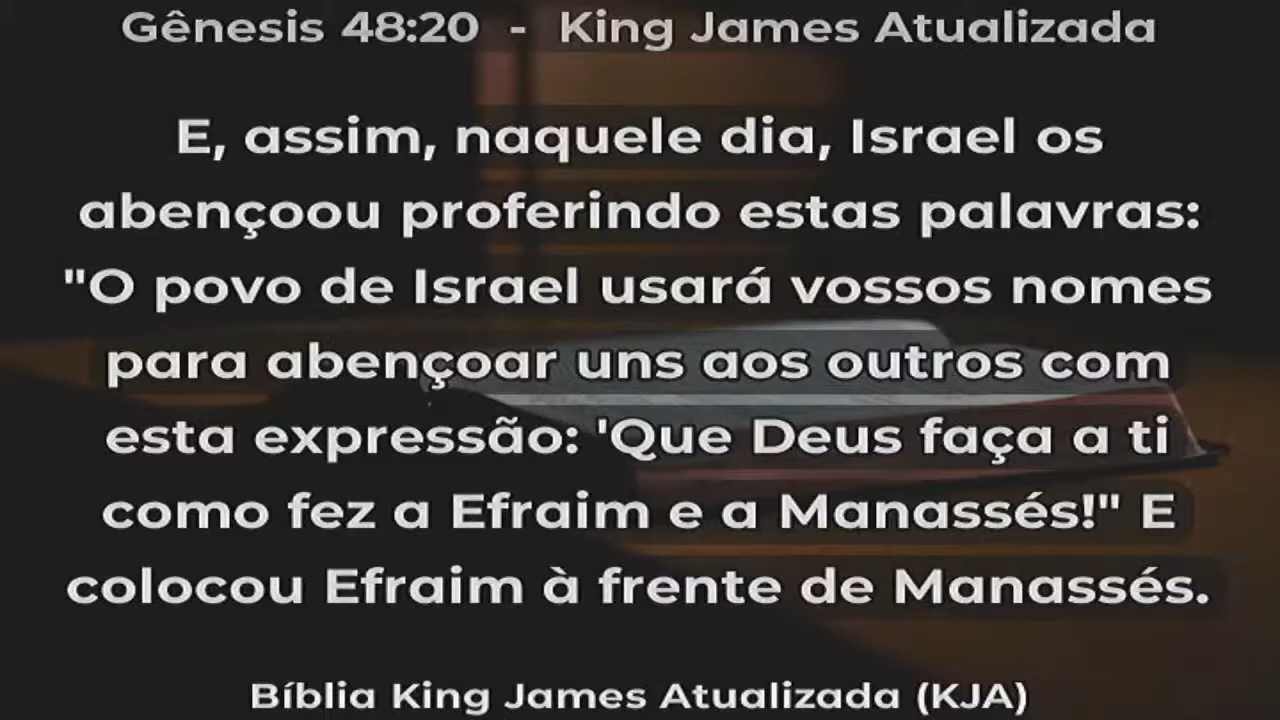 Gênesis 48:20 - King James Atualizada
E, assim, naquele dia, Israel os
abençoou proferindo estas palavras:
"O povo de Israel usará vossos nomes
para abençoar uns aos outros com
esta expressão: 'Que Deus faça a ti
como fez a Efraim e a Manassés!" E
colocou Efraim à frente de Manassés.
Bíblia King James Atualizada (KJA)